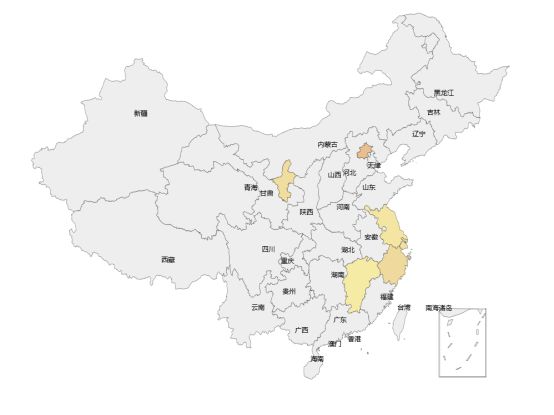 黑龙江
吉林
新疆
辽宁
内蒙古
天津
山西
河北
青海
甘肃
山东
陕西
河南
安徽
四川
湖北
西藏
重庆
湖南
贵州
福建
云南
台湾
南海诸岛
广东
广西
香港
澳门
海南